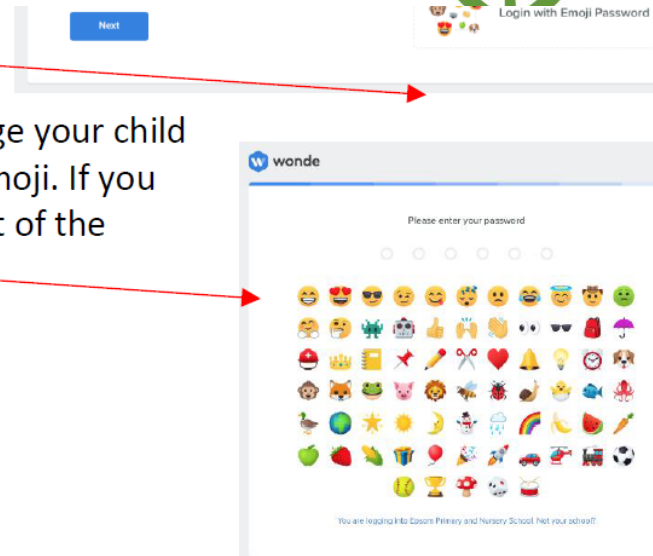 Next
Login with Emoji Password
ge your child
moji. If you
t of the
wonde
Please enter your password
You are logging into Epsom Primary and Nursery School. Not your school?